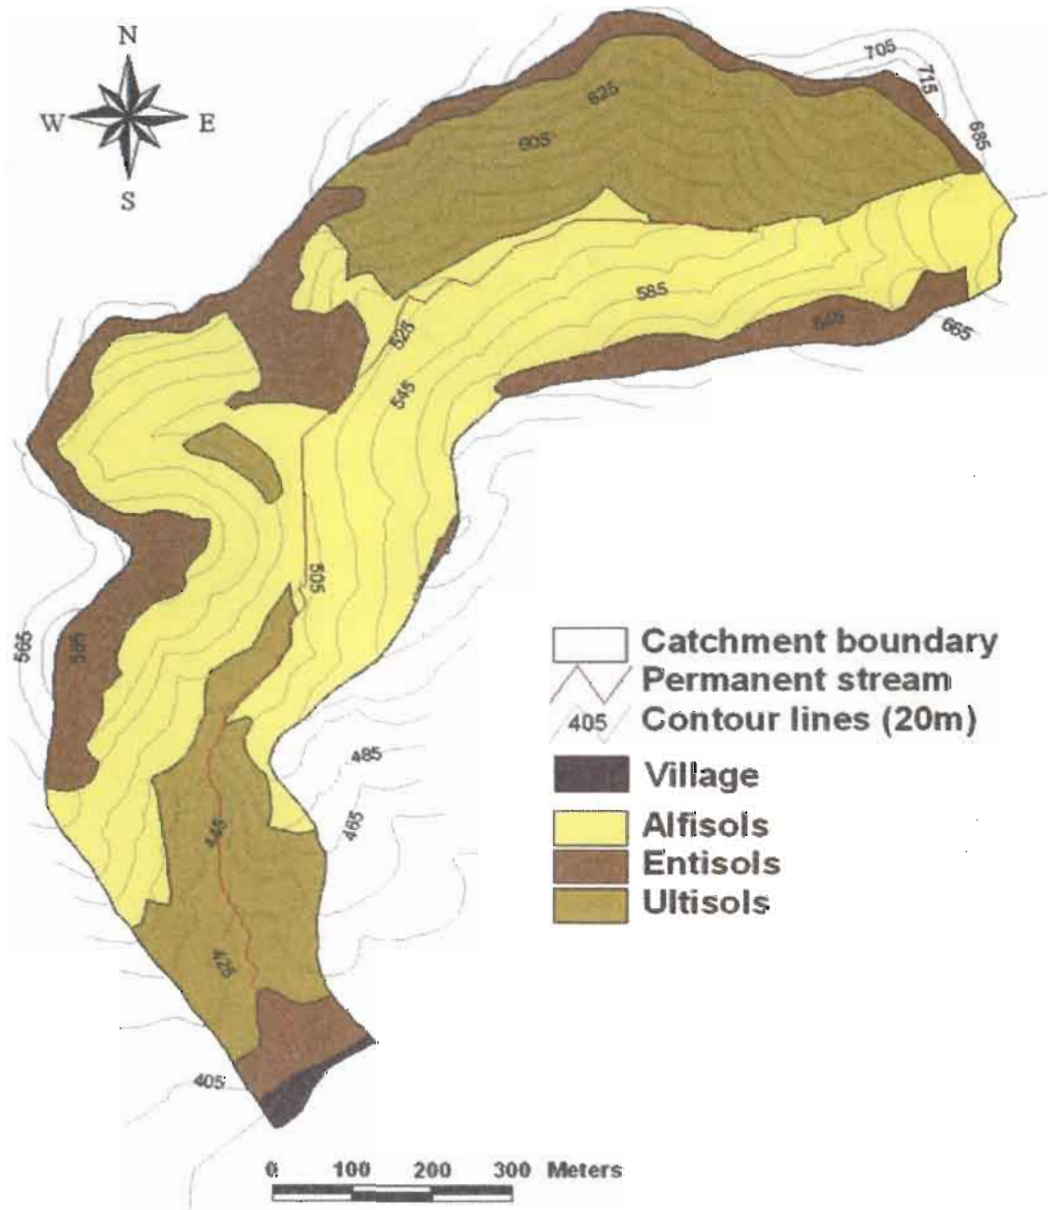 N
W E
S
705
715
685
625
605
585
645
665
525
545
505
565
585
485
465
445
425
405
Catchment boundary
Permanent stream
405 Contour lines (20m)
Village
Alfisols
Entisols
Ultisols
0 100 200 300 Meters